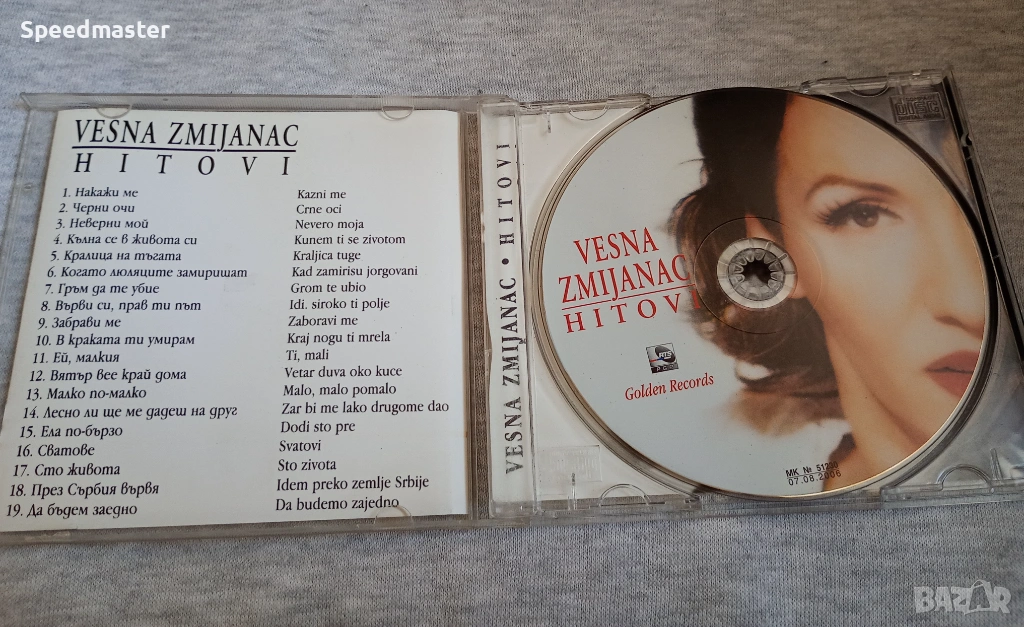 Speedmaster
VESNA ZMIJANAC
HITOVI
1. Накажи ме Kazni me
2. Черни очи Crne oci
3. Неверни мой Nevero moja
4. Кълна се в живота си Kunem ti se zivotom
5. Кралица на тъгата Kraljica tuge
6. Когато люляците замиришат Kad zamirisu jorgovani
7. Гръм да те убие Grom te ubio
8. Върви си, прав ти път Idi. siroko ti polje
9. Забрави ме Zaboravi me
10. В краката ти умирам Kraj nogu ti mrela
11. Ей, малкия Ti, mali
12. Вятър вее край дома Vetar duva oko kuce
13. Малко по-малко Malo, malo pomalo
14. Лесно ли ще ме дадеш на друг Zar bi me lako drugome dao
15. Ела по-бързо Dodi sto pre
16. Сватове Svatovi
17. Сто живота Sto zivota
18. През Сърбия вървя Idem preko zemlje Srbije
19. Да бъдем заедно Da budemo zajedno
VESNA ZMIJANAC • HITOVI
VESNA
ZMIJANAC
HITOV
RTS
Golden Records
МК № 51230
07.08.2006
BAZAR